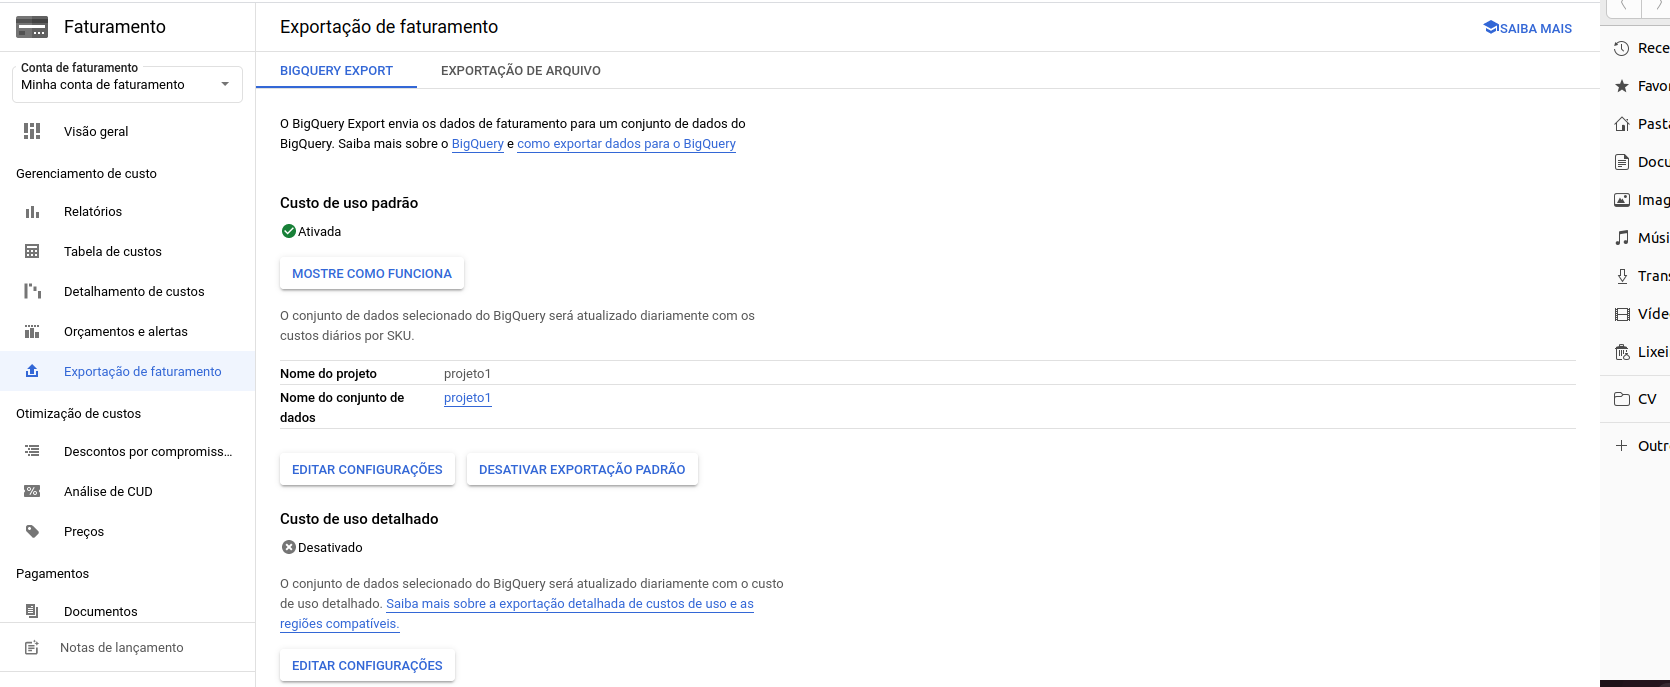 Faturamento
Conta de faturamento
Minha conta de faturamento
Visão geral
Gerenciamento de custo
Relatórios
Tabela de custos
Detalhamento de custos
Orçamentos e alertas
Exportação de faturamento
Otimização de custos
Descontos por compromiss...
Análise de CUD
Preços
Pagamentos
Documentos
Notas de lançamento
Exportação de faturamento
SAIBA MAIS
BIGQUERY EXPORT
EXPORTAÇÃO DE ARQUIVO
O BigQuery Export envia os dados de faturamento para um conjunto de dados do
BigQuery. Saiba mais sobre o BigQuery e como exportar dados para o BigQuery
Custo de uso padrão
Ativada
MOSTRE COMO FUNCIONA
O conjunto de dados selecionado do BigQuery será atualizado diariamente com os
custos diários por SKU.
Nome do projeto projeto1
Nome do conjunto de projeto1
dados
EDITAR CONFIGURAÇÕES DESATIVAR EXPORTAÇÃO PADRÃO
Custo de uso detalhado
Desativado
O conjunto de dados selecionado do BigQuery será atualizado diariamente com o custo
de uso detalhado. Saiba mais sobre a exportação detalhada de custos de uso e as
regiões compatíveis.
EDITAR CONFIGURAÇÕES
Rece
Favor
Pasta
Docu
Imag
Músi
Trans
Víde
Lixei
CV
Outr